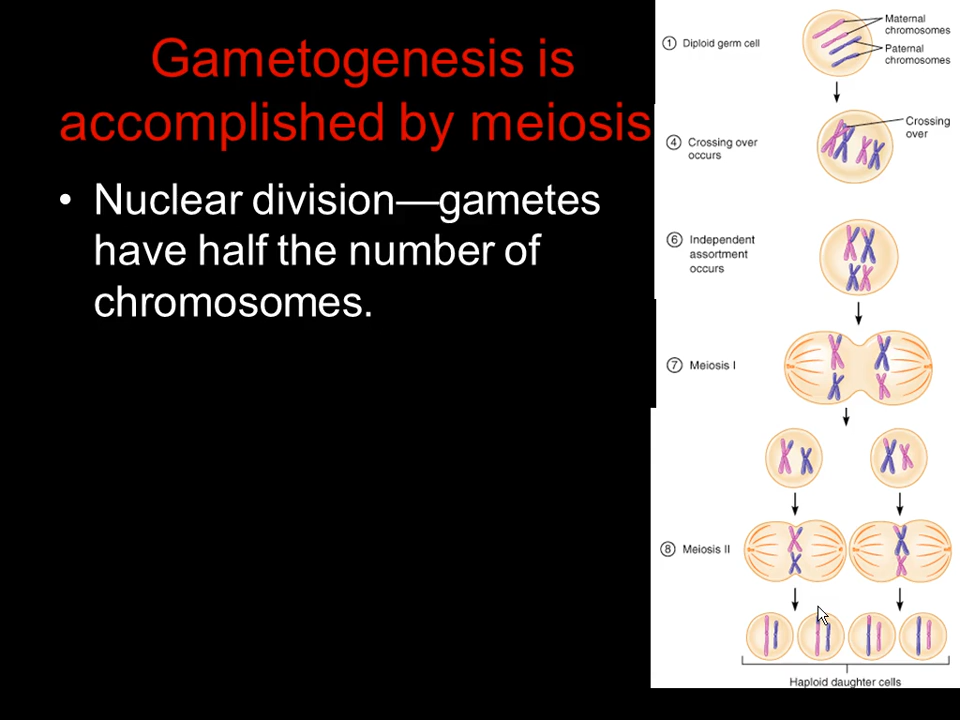 Gametogenesis is
accomplished by meiosis
• Nuclear division—gametes
have half the number of
chromosomes.
① Diploid germ cell
Maternal
chromosomes
Paternal
chromosomes
④ Crossing over
occurs
Crossing
over
⑥ Independent
assortment
occurs
⑦ Meiosis I
⑧ Meiosis II
Haploid daughter cells